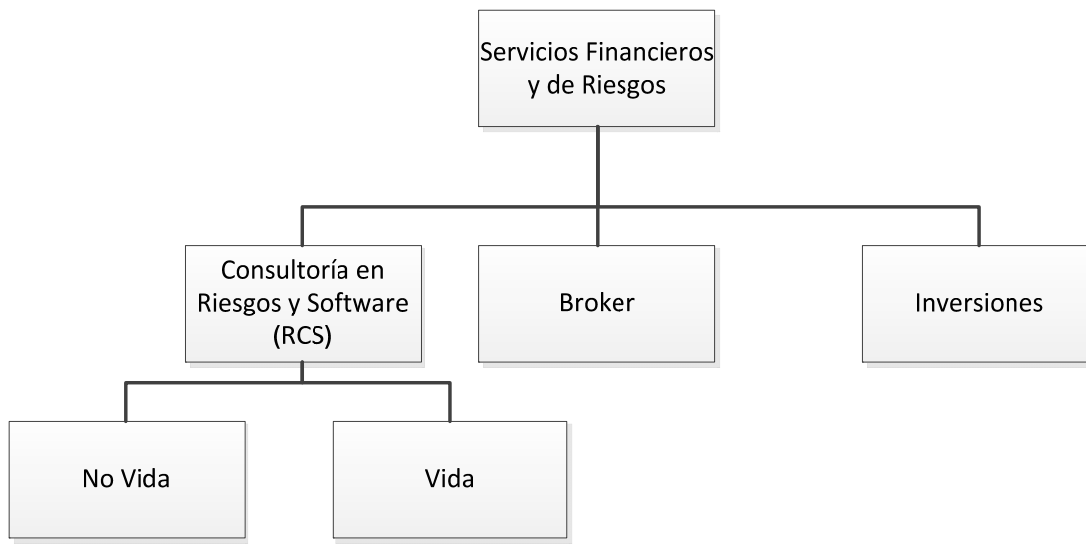 Servicios Financieros
y de Riesgos
Consultoría en
Riesgos y Software
(RCS)
Broker
Inversiones
No Vida
Vida